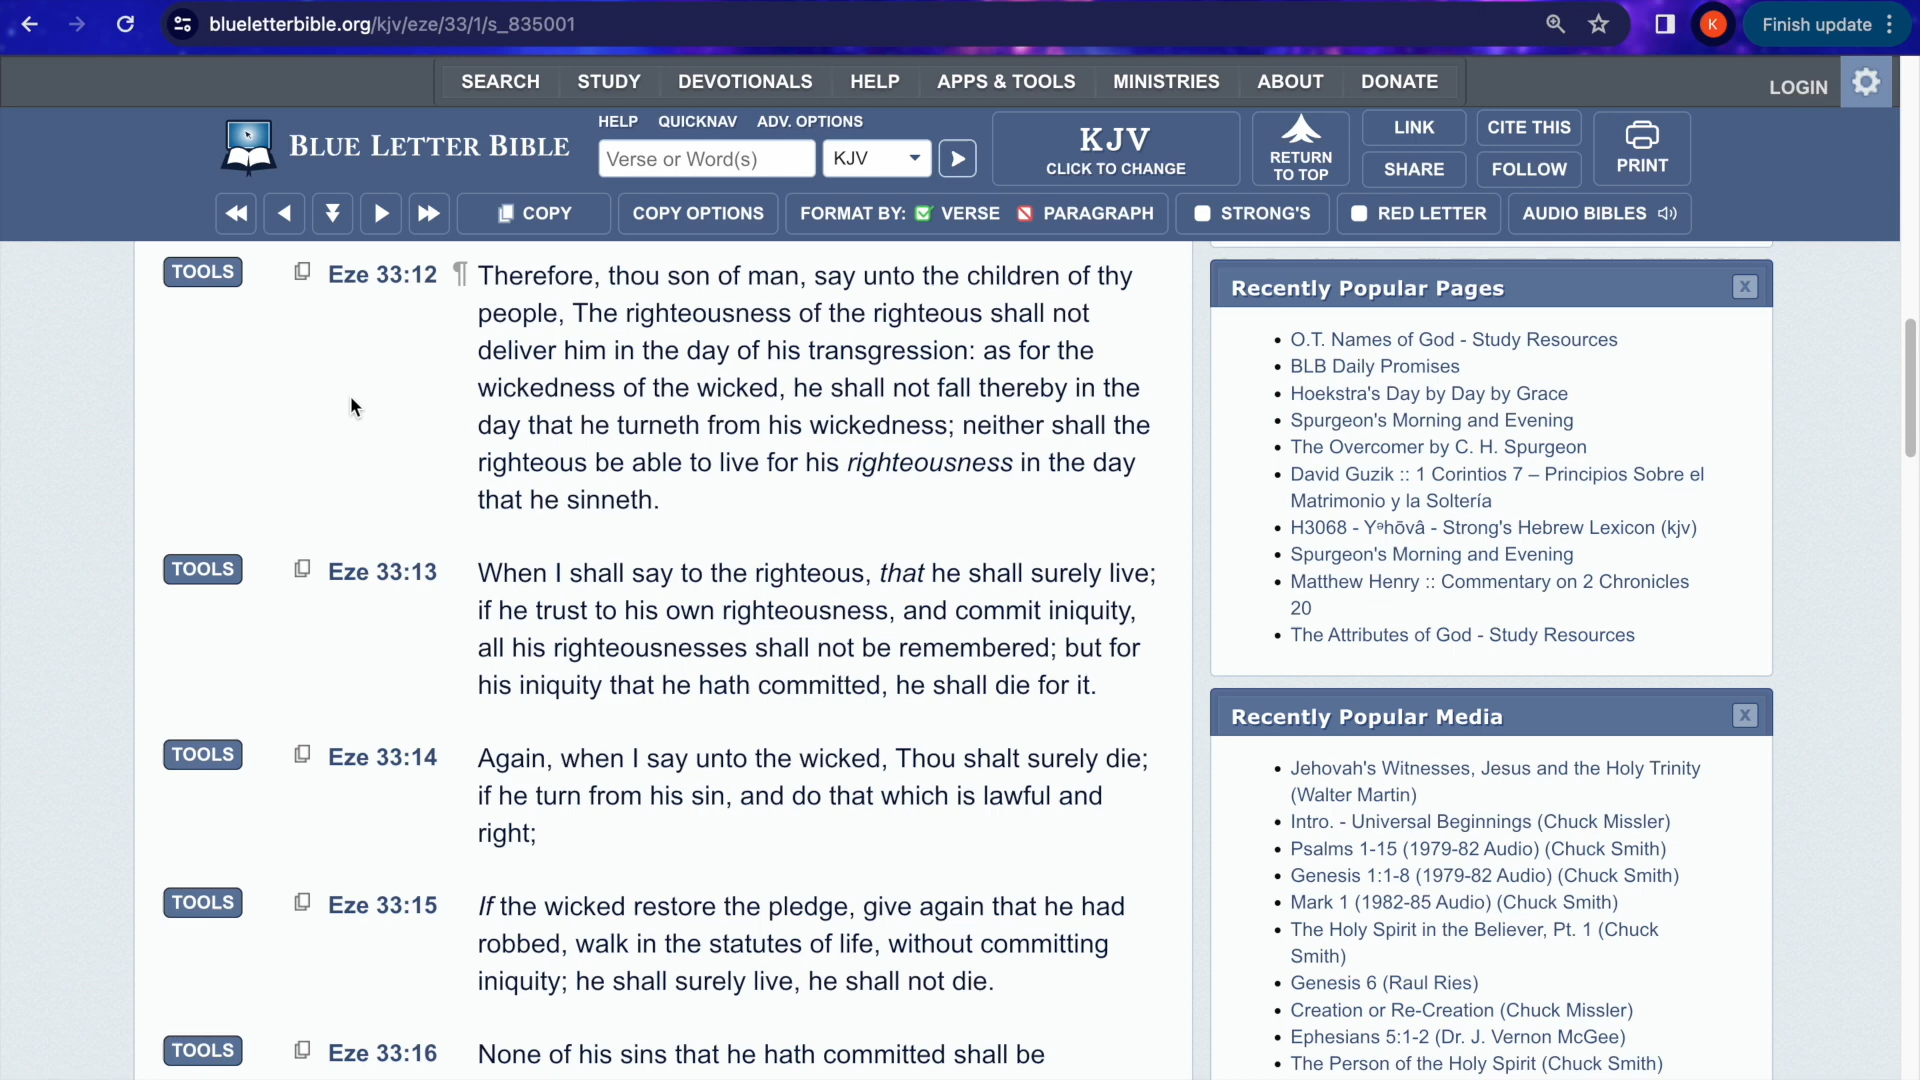 blueletterbible.org/kjv/eze/33/1/s_835001
K
Finish update
SEARCH STUDY DEVOTIONALS HELP APPS & TOOLS MINISTRIES ABOUT DONATE
LOGIN
BLUE LETTER BIBLE
HELP QUICKNAV ADV. OPTIONS
Verse or Word(s)
KJV
KJV
CLICK TO CHANGE
RETURN
TO TOP
LINK
CITE THIS
SHARE
FOLLOW
PRINT
COPY
COPY OPTIONS
FORMAT BY: VERSE PARAGRAPH
STRONG'S
RED LETTER
AUDIO BIBLES
TOOLS
Eze 33:12
¶ Therefore, thou son of man, say unto the children of thy
people, The righteousness of the righteous shall not
deliver him in the day of his transgression: as for the
wickedness of the wicked, he shall not fall thereby in the
day that he turneth from his wickedness; neither shall the
righteous be able to live for his righteousness in the day
that he sinneth.
TOOLS
Eze 33:13
When I shall say to the righteous, that he shall surely live;
if he trust to his own righteousness, and commit iniquity,
all his righteousnesses shall not be remembered; but for
his iniquity that he hath committed, he shall die for it.
TOOLS
Eze 33:14
Again, when I say unto the wicked, Thou shalt surely die;
if he turn from his sin, and do that which is lawful and
right;
TOOLS
Eze 33:15
If the wicked restore the pledge, give again that he had
robbed, walk in the statutes of life, without committing
iniquity; he shall surely live, he shall not die.
TOOLS
Eze 33:16
None of his sins that he hath committed shall be
Recently Popular Pages
X
• O.T. Names of God - Study Resources
• BLB Daily Promises
• Hoekstra's Day by Day by Grace
• Spurgeon's Morning and Evening
• The Overcomer by C. H. Spurgeon
• David Guzik :: 1 Corintios 7 – Principios Sobre el
Matrimonio y la Soltería
• H3068 - Yᵊhōvâ - Strong's Hebrew Lexicon (kjv)
• Spurgeon's Morning and Evening
• Matthew Henry :: Commentary on 2 Chronicles
20
• The Attributes of God - Study Resources
Recently Popular Media
X
• Jehovah's Witnesses, Jesus and the Holy Trinity
(Walter Martin)
• Intro. - Universal Beginnings (Chuck Missler)
• Psalms 1-15 (1979-82 Audio) (Chuck Smith)
• Genesis 1:1-8 (1979-82 Audio) (Chuck Smith)
• Mark 1 (1982-85 Audio) (Chuck Smith)
• The Holy Spirit in the Believer, Pt. 1 (Chuck
Smith)
• Genesis 6 (Raul Ries)
• Creation or Re-Creation (Chuck Missler)
• Ephesians 5:1-2 (Dr. J. Vernon McGee)
• The Person of the Holy Spirit (Chuck Smith)